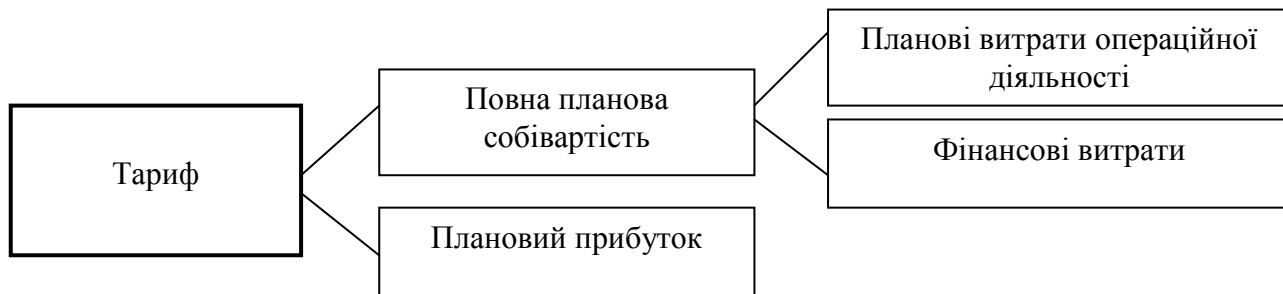 Тариф
Повна планова
собівартість
Плановий прибуток
Планові витрати операційної
діяльності
Фінансові витрати